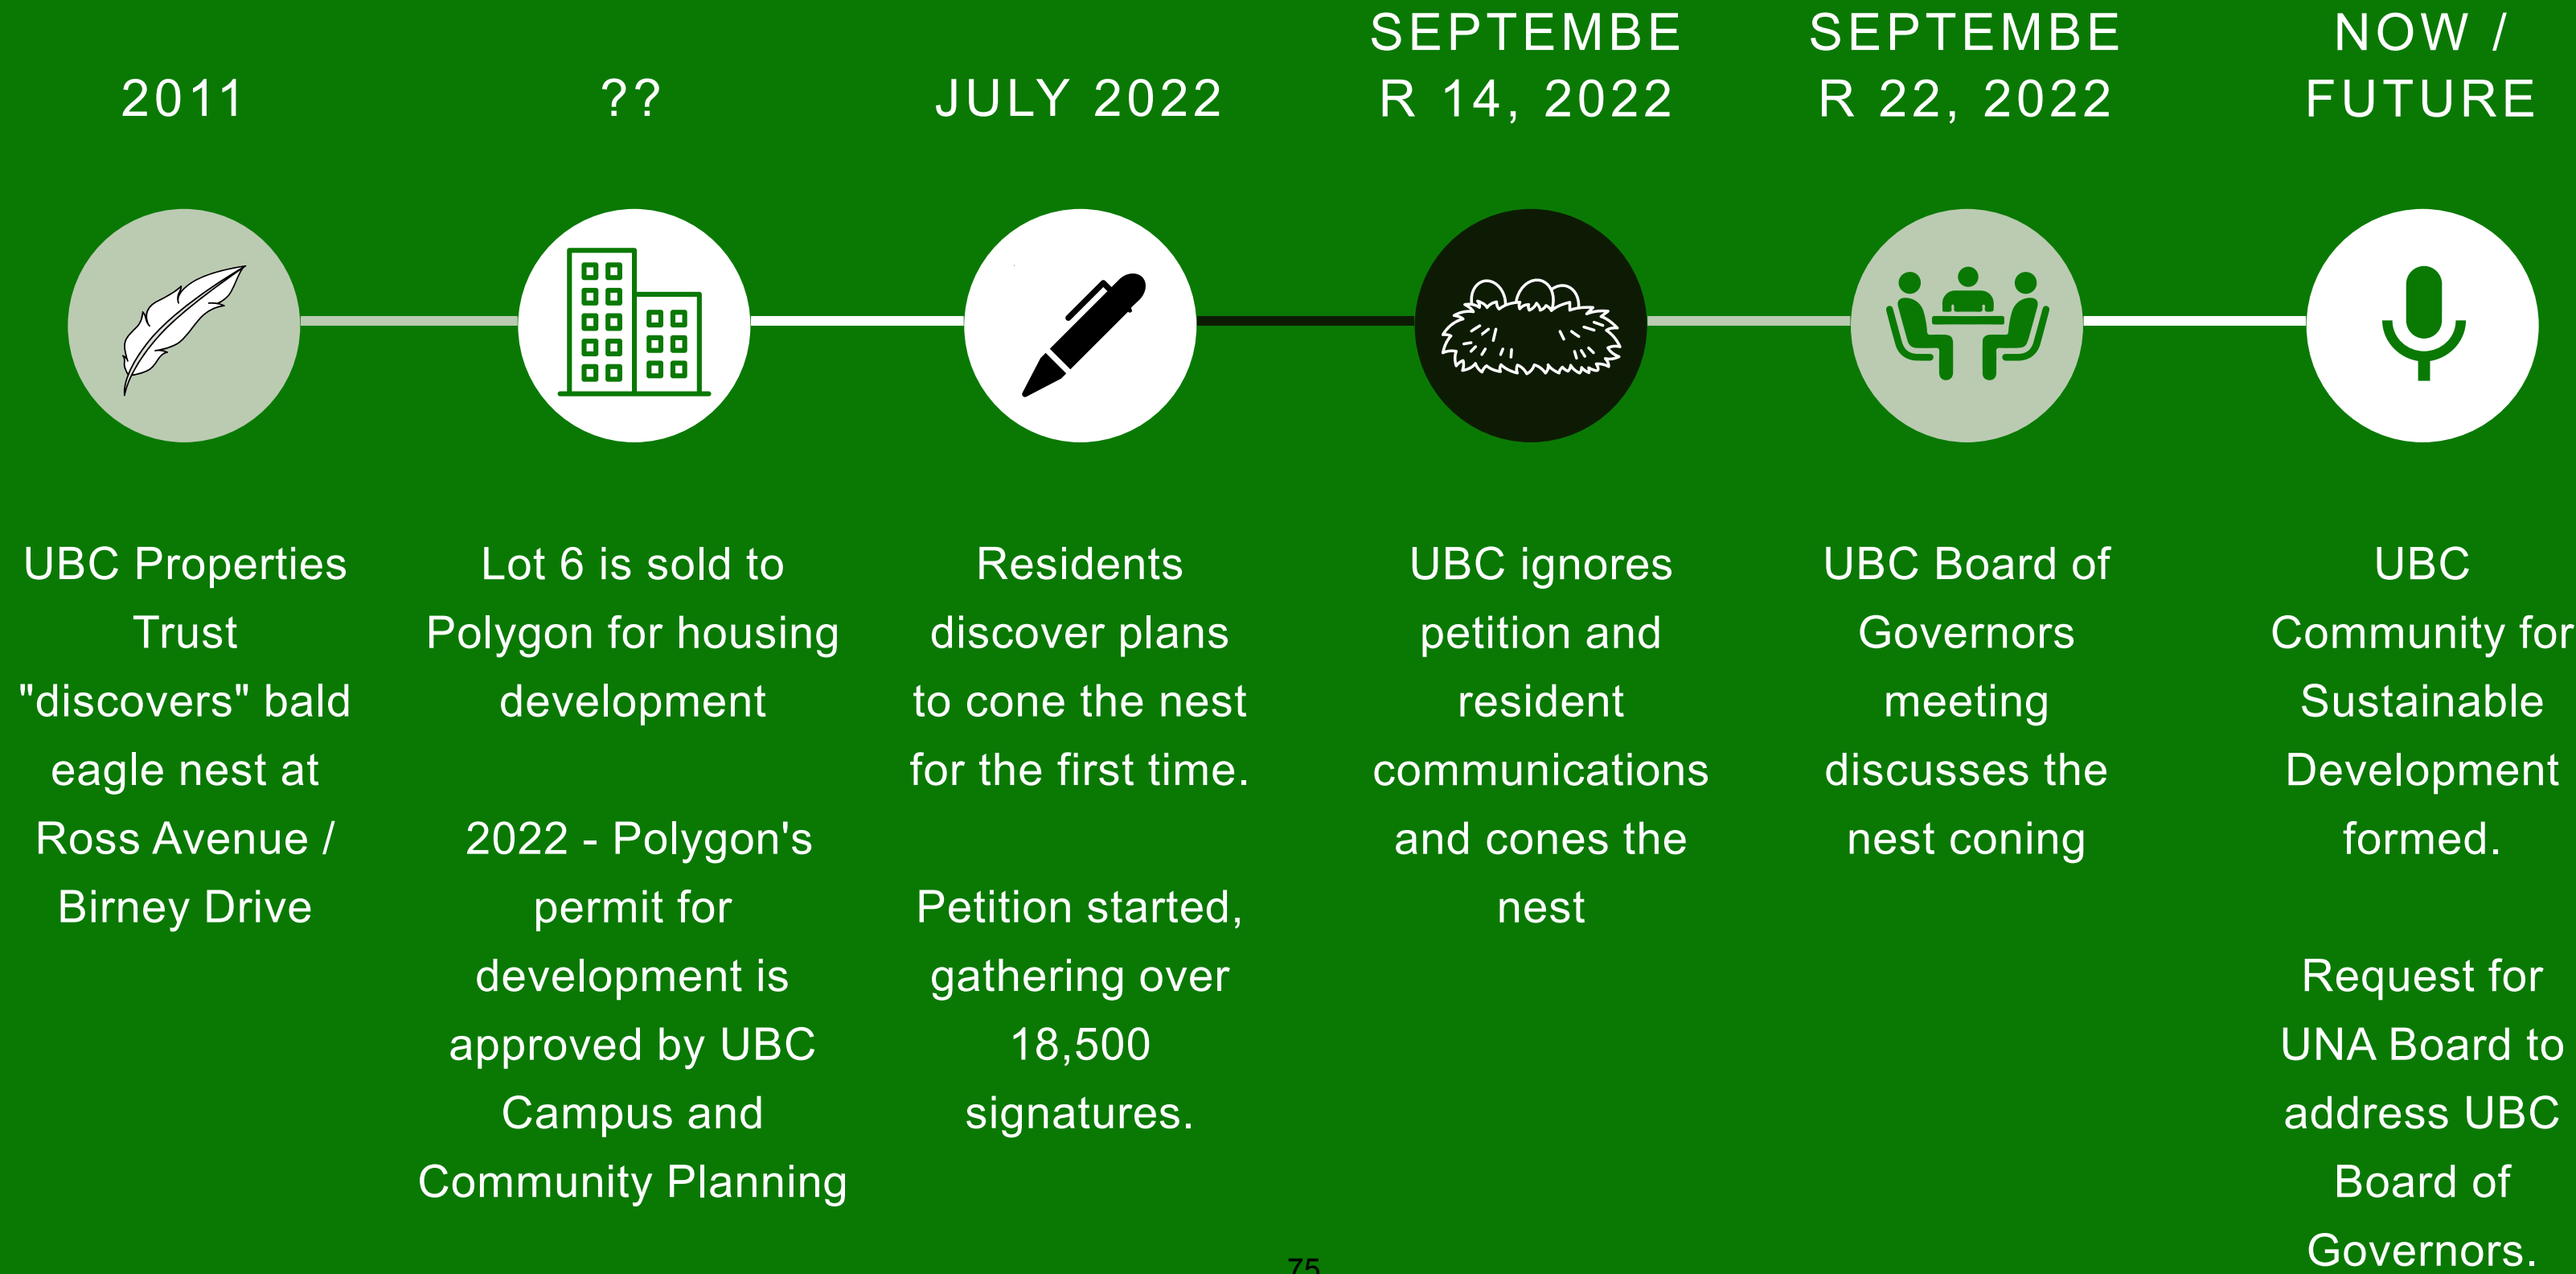 2011
UBC Properties
Trust
"discovers" bald
eagle nest at
Ross Avenue /
Birney Drive
??
Lot 6 is sold to
Polygon for housing
development
2022 - Polygon's
permit for
development is
approved by UBC
Campus and
Community Planning
JULY 2022
Residents
discover plans
to cone the nest
for the first time.
Petition started,
gathering over
18,500
signatures.
SEPTEMBE
R 14, 2022
UBC ignores
petition and
resident
communications
and cones the
nest
SEPTEMBE
R 22, 2022
UBC Board of
Governors
meeting
discusses the
nest coning
NOW /
FUTURE
UBC
Community for
Sustainable
Development
formed.
Request for
UNA Board to
address UBC
Board of
Governors.
75